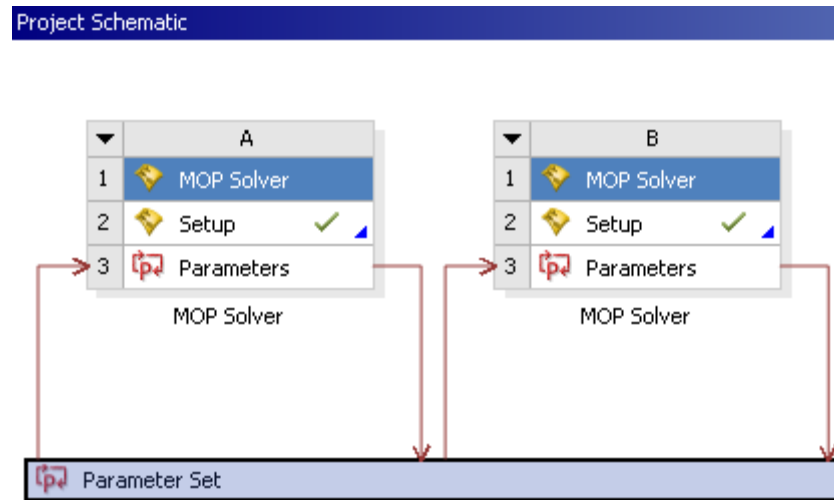 Project Schematic
A
1 MOP Solver
2 Setup
3 Parameters
MOP Solver
B
1 MOP Solver
2 Setup
3 Parameters
MOP Solver
Parameter Set